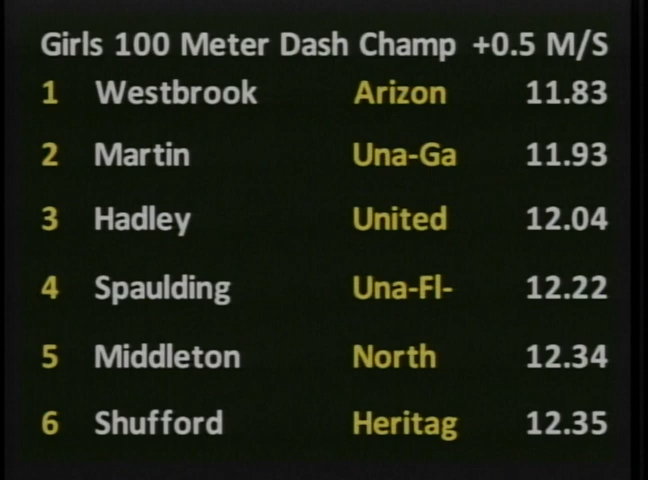 Girls 100 Meter Dash Champ +0.5 M/S
1 Westbrook Arizon 11.83
2 Martin Una-Ga 11.93
3 Hadley United 12.04
4 Spaulding Una-Fl- 12.22
5 Middleton North 12.34
6 Shufford Heritag 12.35